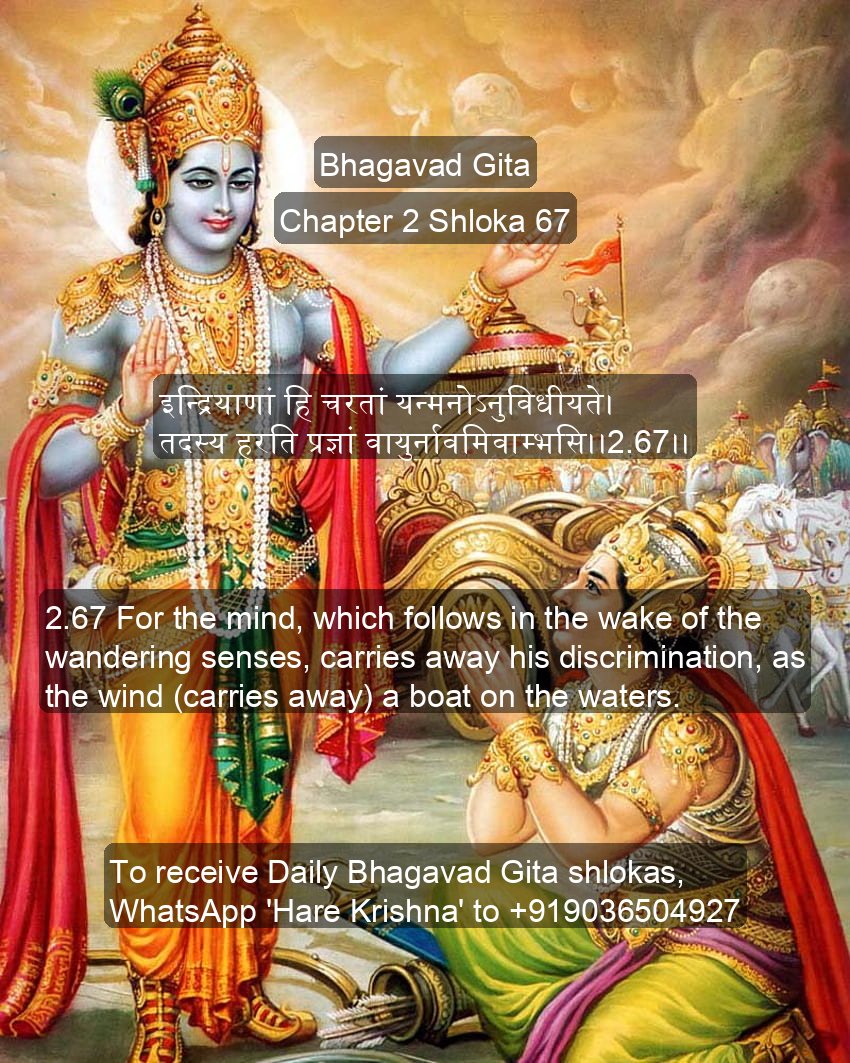 Bhagavad Gita
Chapter 2 Shloka 67
इन्द्रियाणां हि चरतां यन्मनोऽनुविधीयते।
तदस्य हरति प्रज्ञां वायुर्नावमिवाम्भसि।।2.67।।
2.67 For the mind, which follows in the wake of the
wandering senses, carries away his discrimination, as
the wind (carries away) a boat on the waters.
To receive Daily Bhagavad Gita shlokas,
WhatsApp 'Hare Krishna' to +919036504927